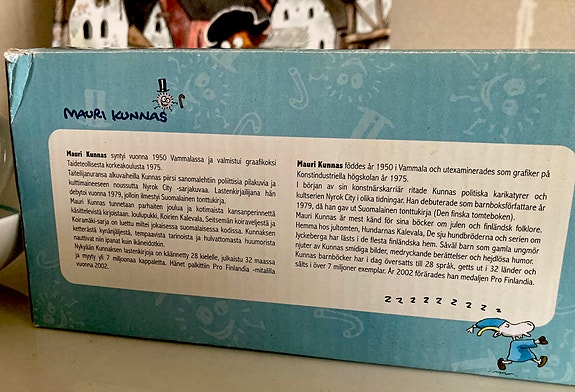 MAURI KUNNAS
Mauri Kunnas syntyi vuonna 1950 Vammalassa ja valmistui graafikoksi
Taideteollisesta korkeakoulusta 1975.
Taiteilijanuransa alkuvaiheilla Kunnas piirsi sanomalehtiin poliittisia pilakuvia ja
kulttimaineeseen noussutta Nyrok City -sarjakuvaa. Lastenkirjailijana hän
debytoi vuonna 1979, jolloin ilmestyi Suomalainen tonttukirja.
Mauri Kunnas tunnetaan parhaiten joulua ja kotimaista kansanperinnettä
käsittelevistä kirjoistaan. Joulupukki, Koirien Kalevala, Seitsemän koiraveljestä ja
Koiramäki-sarja on luettu miltei jokaisessa suomalaisessa kodissa. Kunnaksen
ketterästä kynänjäljestä, tempaavista tarinoista ja hulvattomasta huumorista
nauttivat niin ipanat kuin ikäneidotkin.
Nykyään Kunnaksen lastenkirjoja on käännetty 28 kielelle, julkaistu 32 maassa
ja myyty yli 7 miljoonaa kappaletta. Hänet palkittiin Pro Finlandia -mitalilla
vuonna 2002.
Mauri Kunnas föddes år 1950 i Vammala och utexaminerades som grafiker på
Konstindustriella högskolan år 1975.
I början av sin konstnärskarriär ritade Kunnas politiska karikatyrer och
kultserien Nyrok City i olika tidningar. Han debuterade som barnboksförfattare år
1979, då han gav ut Suomalainen tonttukirja (Den finska tomteboken).
Mauri Kunnas är mest känd för sina böcker om julen och finländsk folklore.
Hemma hos jultomten, Hundarnas Kalevala, De sju hundbröderna och serien om
Jyckeberga har lästs i de flesta finländska hem. Såväl barn som gamla ungmör
njuter av Kunnas smidiga bilder, medryckande berättelser och hejdlösa humor.
Kunnas barnböcker har i dag översatts till 28 språk, getts ut i 32 länder och
sålts i över 7 miljoner exemplar. År 2002 förärades han medaljen Pro Finlandia.
z z z z z z z z z